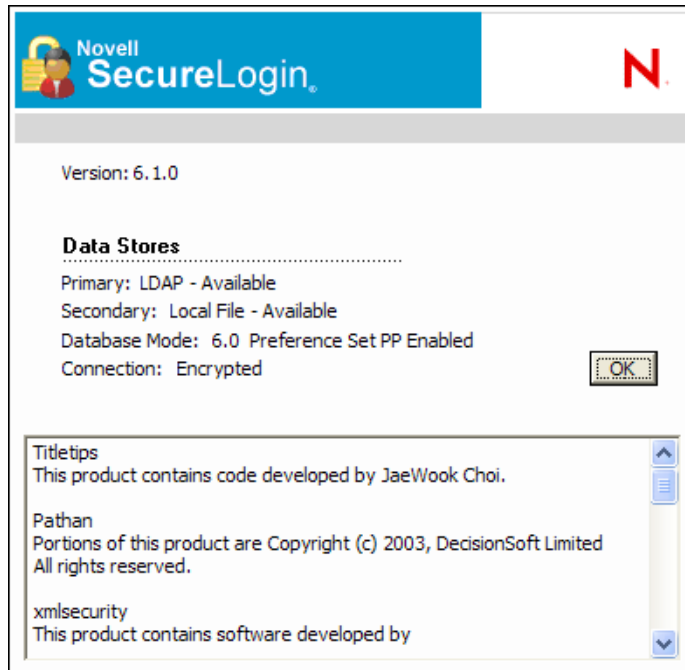 Novell
SecureLogin®
N
Version: 6.1.0
Data Stores
Primary: LDAP - Available
Secondary: Local File - Available
Database Mode: 6.0 Preference Set PP Enabled
Connection: Encrypted
OK
Titletips
This product contains code developed by JaeWook Choi.
Pathan
Portions of this product are Copyright (c) 2003, DecisionSoft Limited
All rights reserved.
xmlsecurity
This product contains software developed by